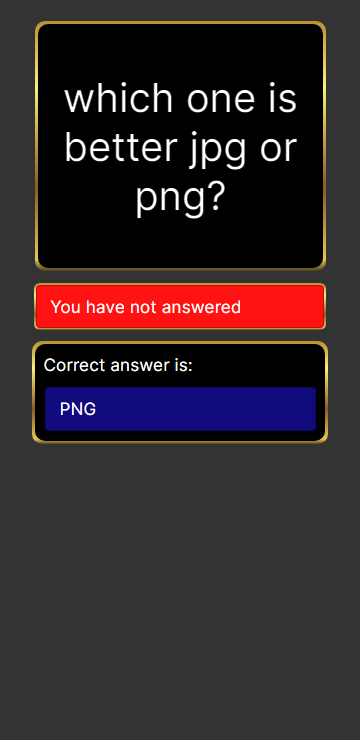 which one is
better jpg or
png?
You have not answered
Correct answer is:
PNG